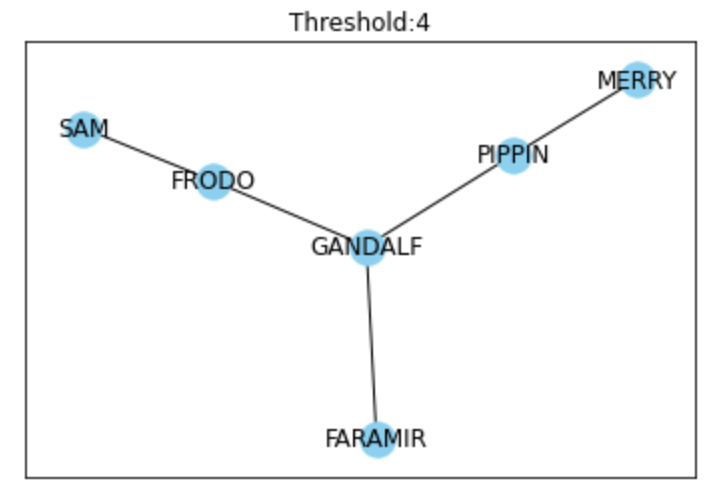 Threshold:4
MERRY
SAM
PIPPIN
FRODO
GANDALF
FARAMIR